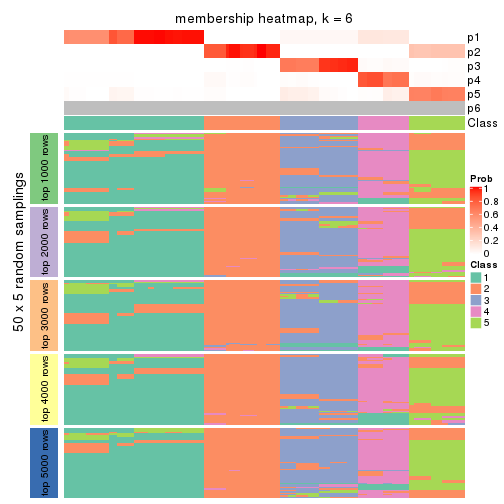 membership heatmap, k = 6
p1
p2
p3
p4
p5
p6
Class
50 x 5 random samplings
top 1000 rows
top 2000 rows
top 3000 rows
top 4000 rows
top 5000 rows
Prob
1
0.8
0.6
0.4
0.2
0
Class
1
2
3
4
5